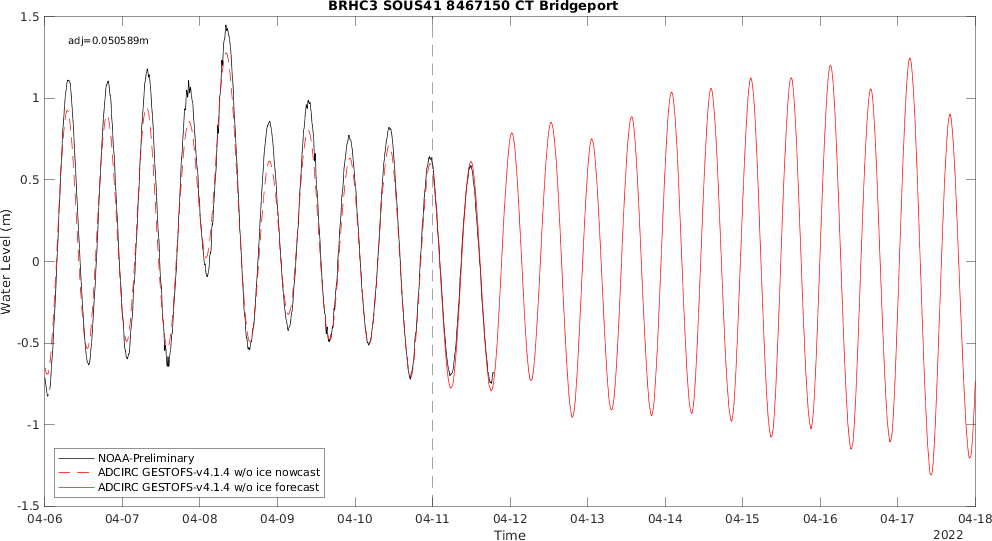 BRHC3 SOUS41 8467150 CT Bridgeport
adj=0.050589m
1.5
1
0.5
0
-0.5
-1
-1.5
Water Level (m)
NOAA-Preliminary
ADCIRC GESTOFS-v4.1.4 w/o ice nowcast
ADCIRC GESTOFS-v4.1.4 w/o ice forecast
04-06 04-07 04-08 04-09 04-10 04-11 04-12 04-13 04-14 04-15 04-16 04-17 04-18
Time
2022